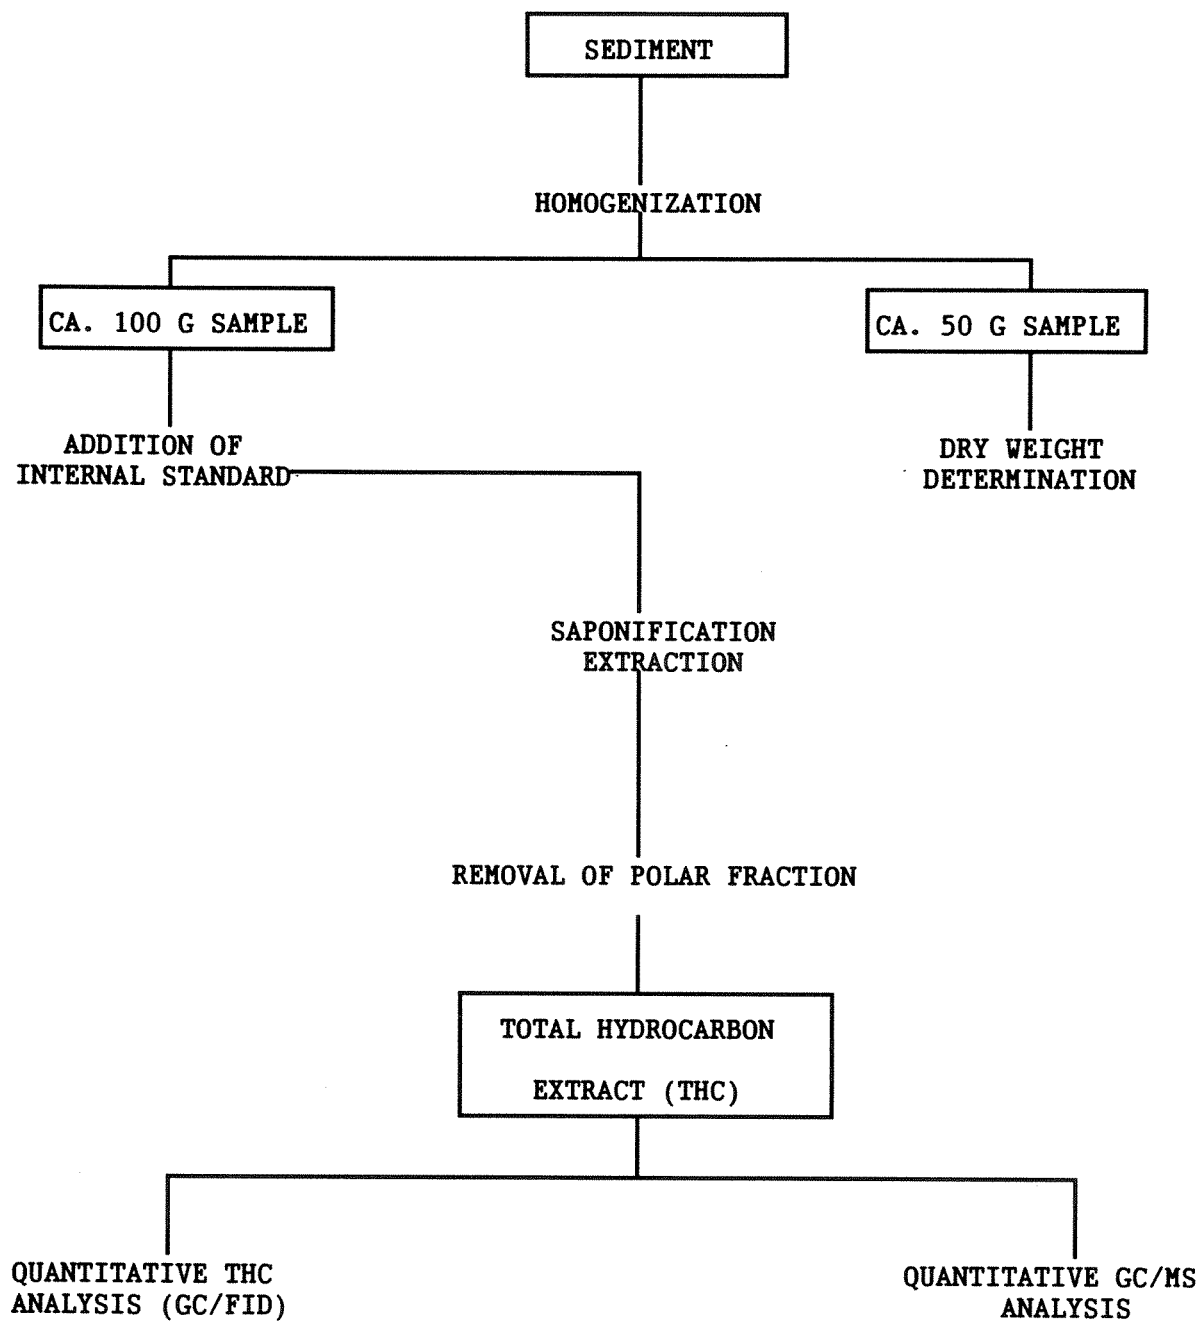 SEDIMENT
HOMOGENIZATION
CA. 100 G SAMPLE
CA. 50 G SAMPLE
ADDITION OF
INTERNAL STANDARD
DRY WEIGHT
DETERMINATION
SAPONIFICATION
EXTRACTION
REMOVAL OF POLAR FRACTION
TOTAL HYDROCARBON
EXTRACT (THC)
QUANTITATIVE THC
ANALYSIS (GC/FID)
QUANTITATIVE GC/MS
ANALYSIS